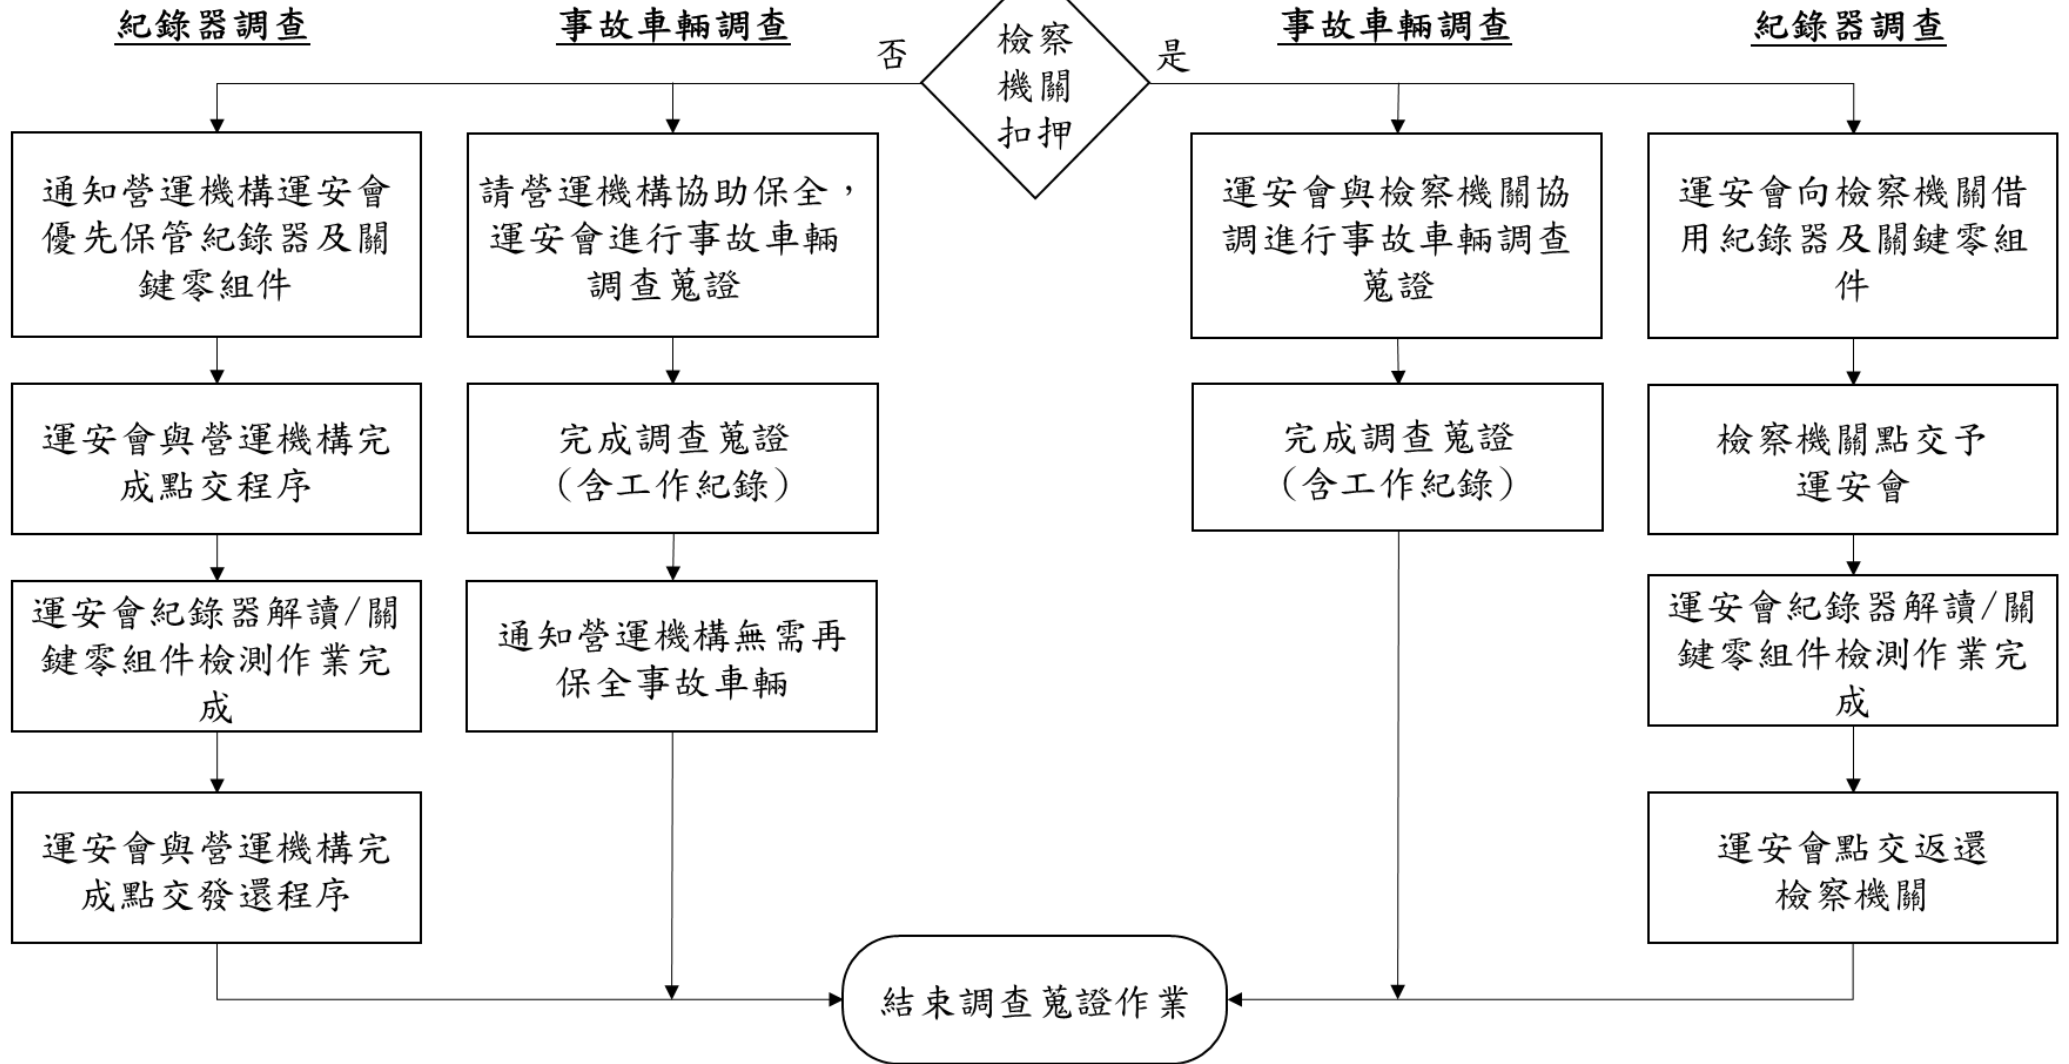 紀錄器調查
事故車輛調查
否
檢察
機關
扣押
是
事故車輛調查
紀錄器調查
通知營運機構運安會
優先保管紀錄器及關
鍵零組件
請營運機構協助保全，
運安會進行事故車輛
調查蒐證
運安會與檢察機關協
調進行事故車輛調查
蒐證
運安會向檢察機關借
用紀錄器及關鍵零組
件
運安會與營運機構完
成點交程序
完成調查蒐證
（含工作紀錄）
完成調查蒐證
（含工作紀錄）
檢察機關點交予
運安會
運安會紀錄器解讀/關
鍵零組件檢測作業完
成
通知營運機構無需再
保全事故車輛
運安會紀錄器解讀/關
鍵零組件檢測作業完
成
運安會與營運機構完
成點交發還程序
運安會點交返還
檢察機關
結束調查蒐證作業